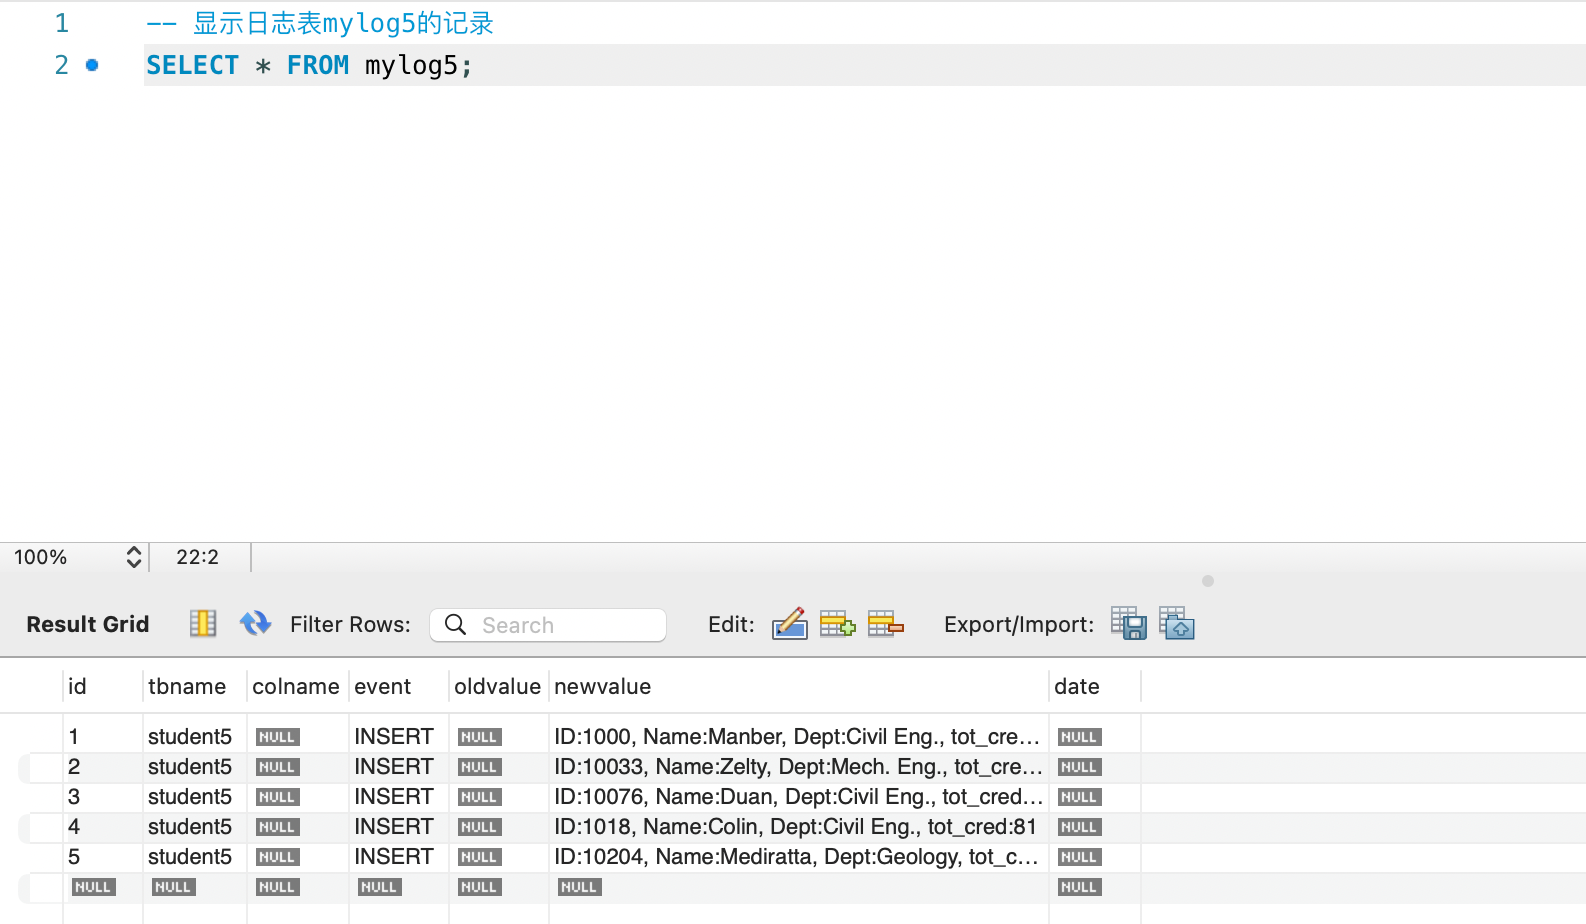 1 -- 显示日志表mylog5的记录
2 SELECT * FROM mylog5;
100% 22:2
Result Grid Filter Rows: Search Edit: Export/Import:
id tbname colname event oldvalue newvalue date
1 student5 NULL INSERT NULL ID:1000, Name:Manber, Dept:Civil Eng., tot_cre... NULL
2 student5 NULL INSERT NULL ID:10033, Name:Zelty, Dept:Mech. Eng., tot_cre... NULL
3 student5 NULL INSERT NULL ID:10076, Name:Duan, Dept:Civil Eng., tot_cred... NULL
4 student5 NULL INSERT NULL ID:1018, Name:Colin, Dept:Civil Eng., tot_cred:81 NULL
5 student5 NULL INSERT NULL ID:10204, Name:Mediratta, Dept:Geology, tot_c... NULL
NULL NULL NULL NULL NULL NULL NULL